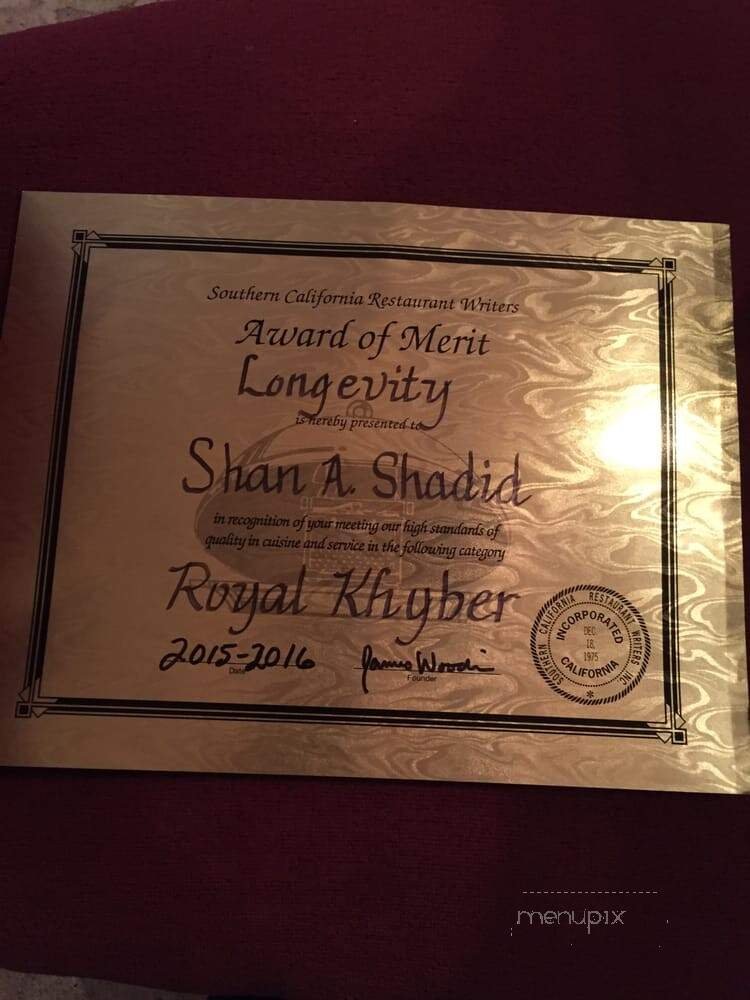 Southern California Restaurant Writers
Award of Merit
Longevity
is hereby presented to
Shan A. Shadid
in recognition of your meeting our high standards of
quality in cuisine and service in the following category
Royal Khyber
2015-2016
Date
Founder
SOUTHERN CALIFORNIA RESTAURANT WRITERS INC.
INCORPORATED
DEC.
18,
1975
CALIFORNIA
*
menupix